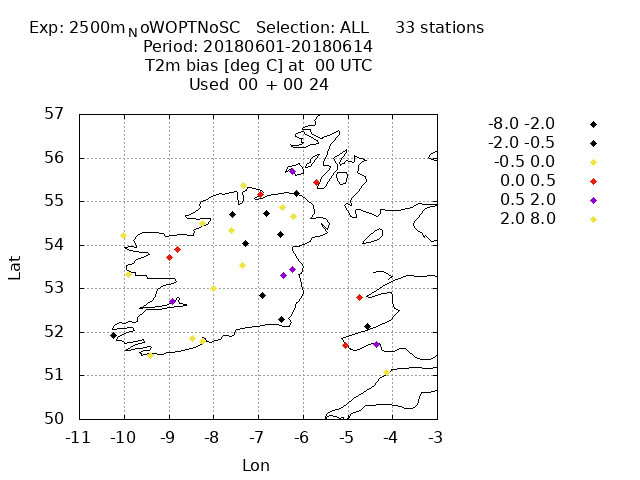 Exp: 2500m_NoWOPTNoSC   Selection: ALL     33 stations
Period: 20180601-20180614
T2m bias [deg C] at  00 UTC
Used  00 + 00 24
-8.0 -2.0
-2.0 -0.5
-0.5 0.0
0.0 0.5
0.5 2.0
2.0 8.0
57
56
55
54
53
52
51
50
Lat
-11 -10 -9 -8 -7 -6 -5 -4 -3
Lon